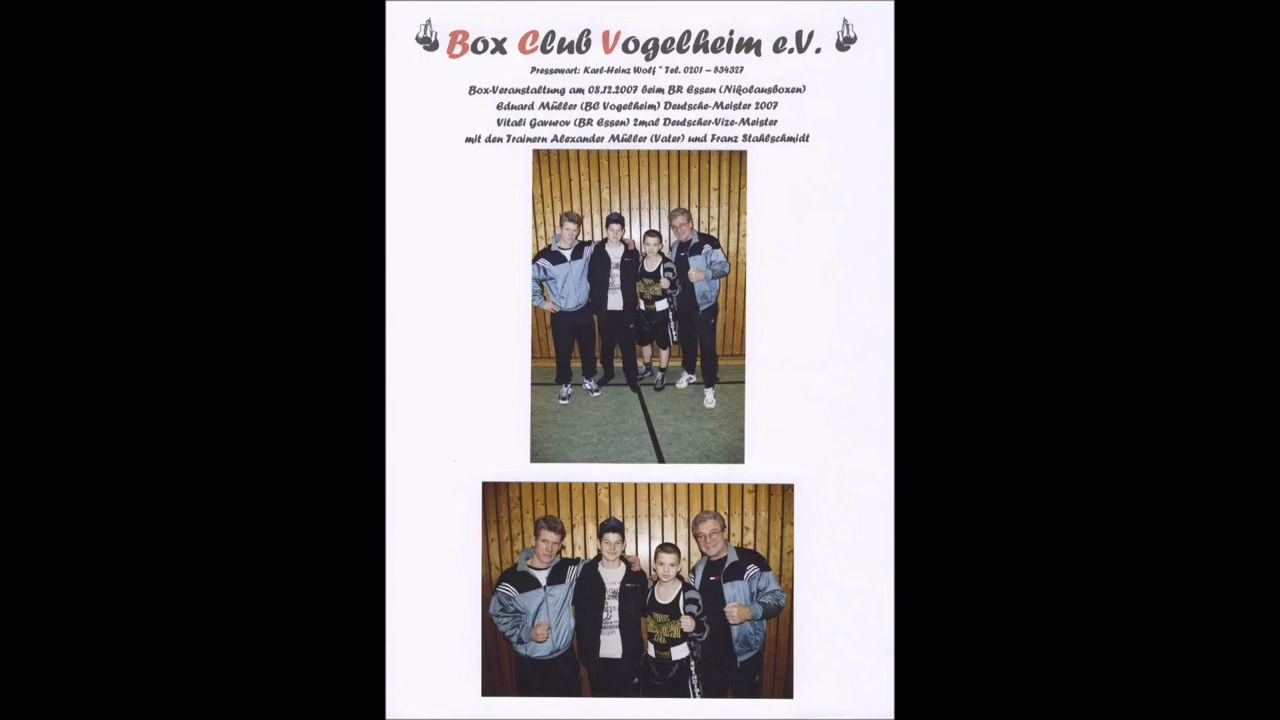 Box Club Vogelheim e.V.
Pressewart: Karl-Heinz Wolf * Tel. 0201 – 534327
Box-Veranstaltung am 08.12.2007 beim BR Essen (Nikolausboxen)
Eduard Müller (BC Vogelheim) Deutsche-Meister 2007
Vitali Gavurov (BR Essen) 2mal Deutscher-Vize-Meister
mit den Trainern Alexander Müller (Vater) und Franz Stahlschmidt